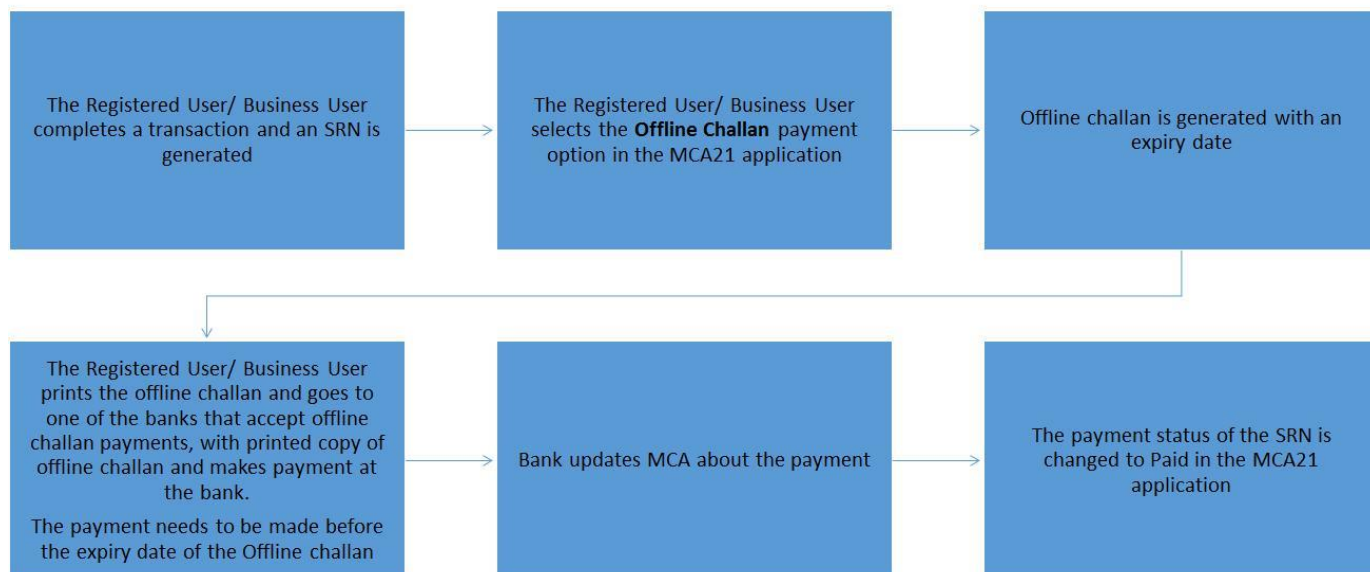 The Registered User/ Business User
completes a transaction and an SRN is
generated
The Registered User/ Business User
selects the Offline Challan payment
option in the MCA21 application
Offline challan is generated with an
expiry date
The Registered User/ Business User
prints the offline challan and goes to
one of the banks that accept offline
challan payments, with printed copy of
offline challan and makes payment at
the bank.
The payment needs to be made before
the expiry date of the Offline challan
Bank updates MCA about the payment
The payment status of the SRN is
changed to Paid in the MCA21
application